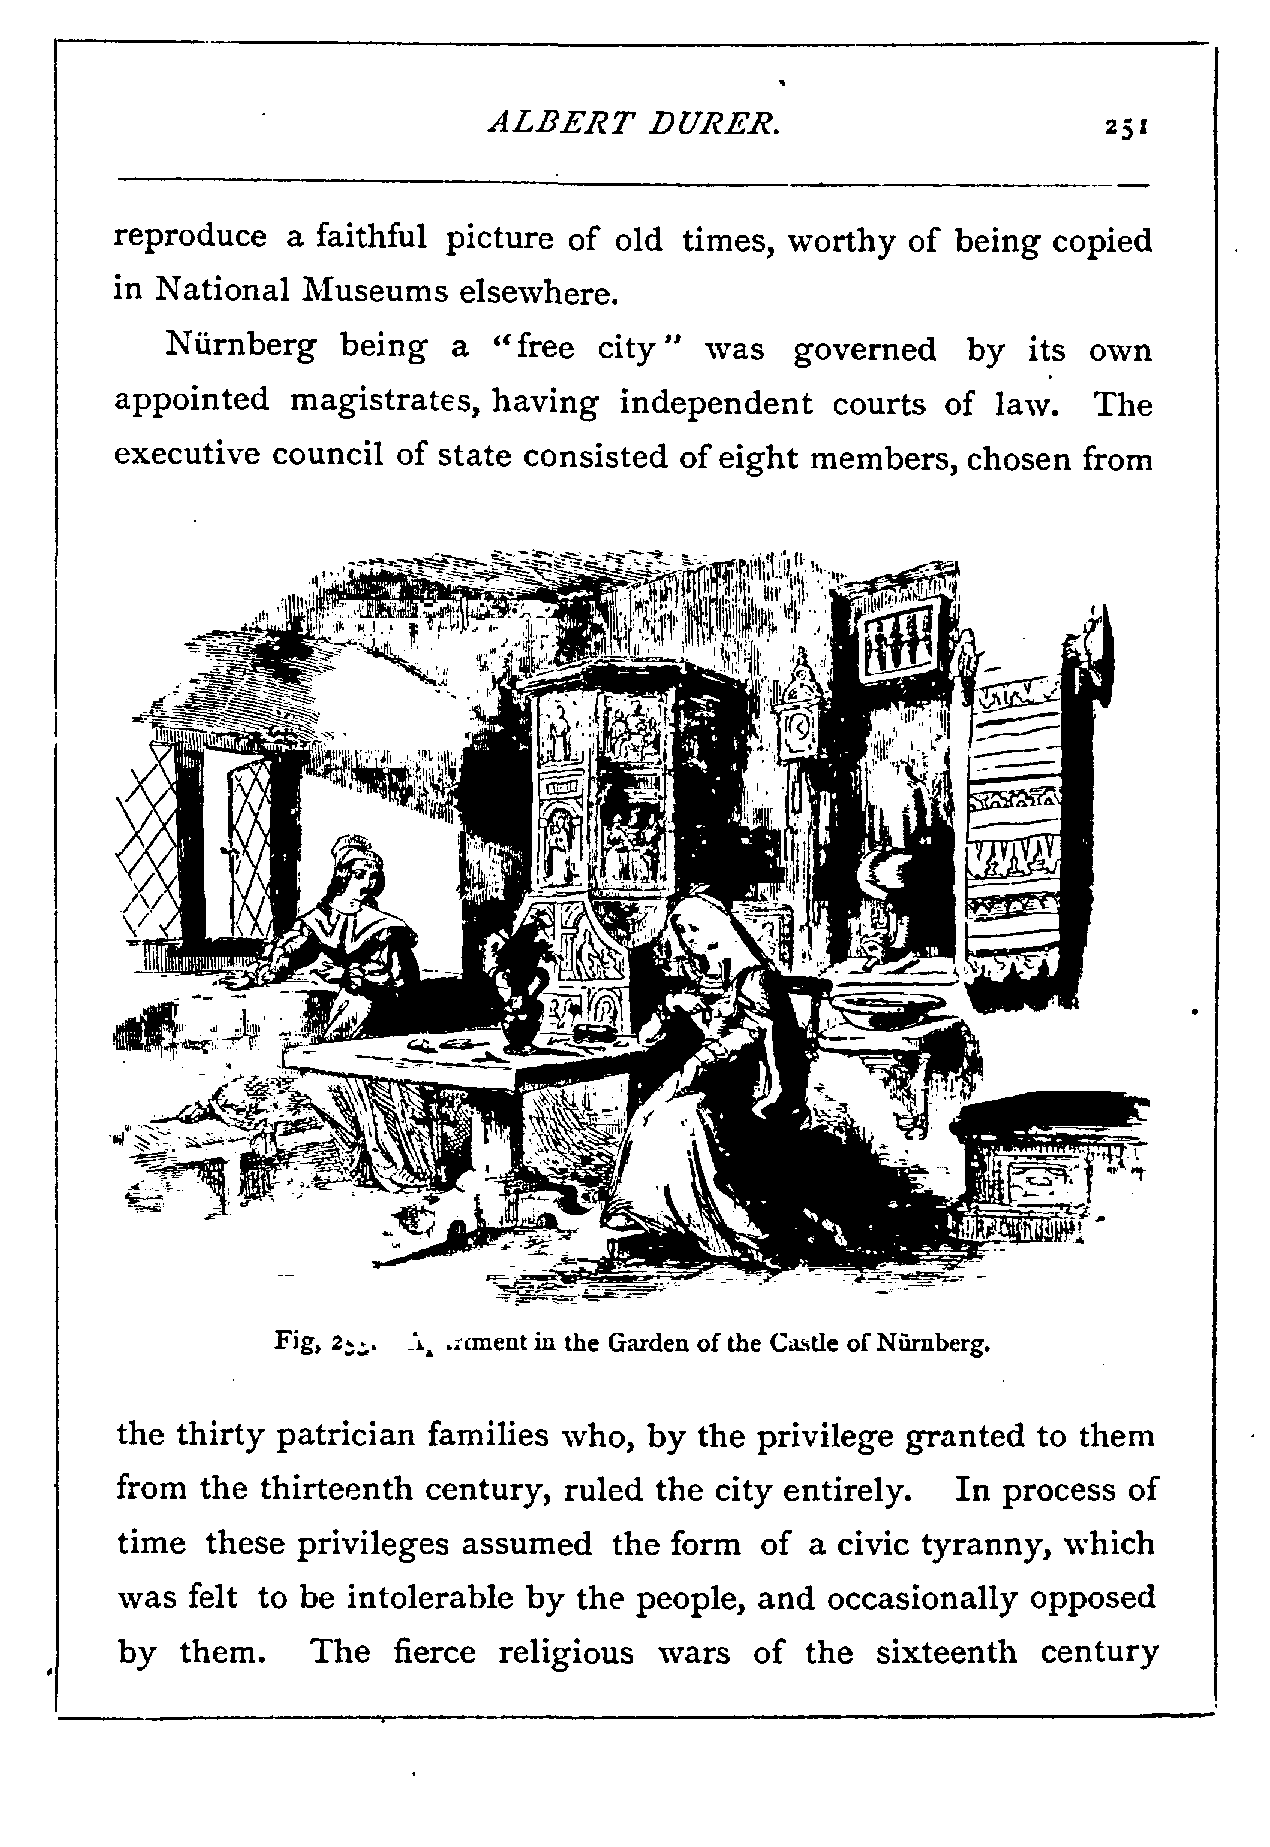 ALBERT DURER. 251
reproduce a faithful picture of old times, worthy of being copied
in National Museums elsewhere.
Nürnberg being a “free city” was governed by its own
appointed magistrates, having independent courts of law. The
executive council of state consisted of eight members, chosen from
Fig, in the Garden of the Castle of Nürnberg.
the thirty patrician families who, by the privilege granted to them
from the thirteenth century, ruled the city entirely. In process of
time these privileges assumed the form of a civic tyranny, which
was felt to be intolerable by the people, and occasionally opposed
by them. The fierce religious wars of the sixteenth century